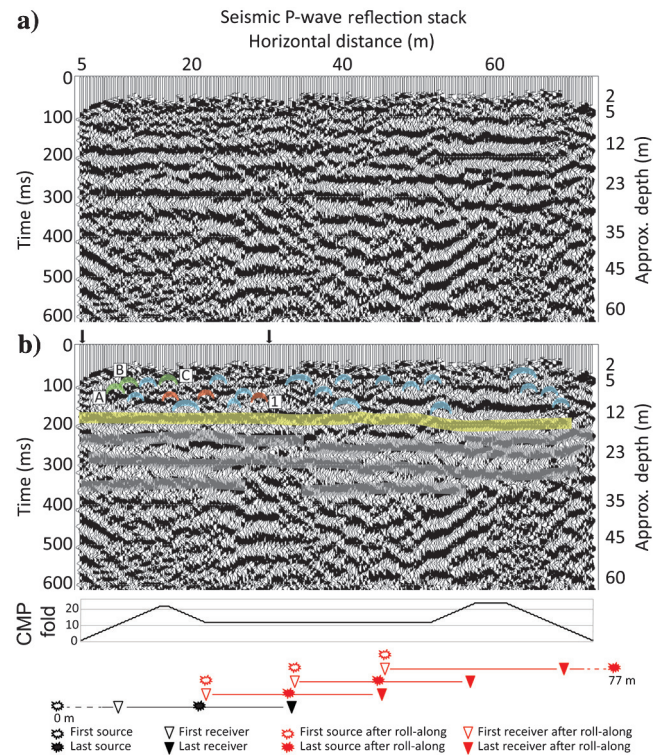 a)
Seismic P-wave reflection stack
Horizontal distance (m)
5 20 40 60
0
100
200
300
400
500
600
Time (ms)
2
5
12
23
35
45
60
Approx. depth (m)
b)
0
100
200
300
400
500
600
Time (ms)
B
C
A
1
2
5
12
23
35
45
60
Approx. depth (m)
CMP
fold
20
10
0
0 m
77 m
First source
First receiver
First source after roll-along
First receiver after roll-along
Last source
Last receiver
Last source after roll-along
Last receiver after roll-along